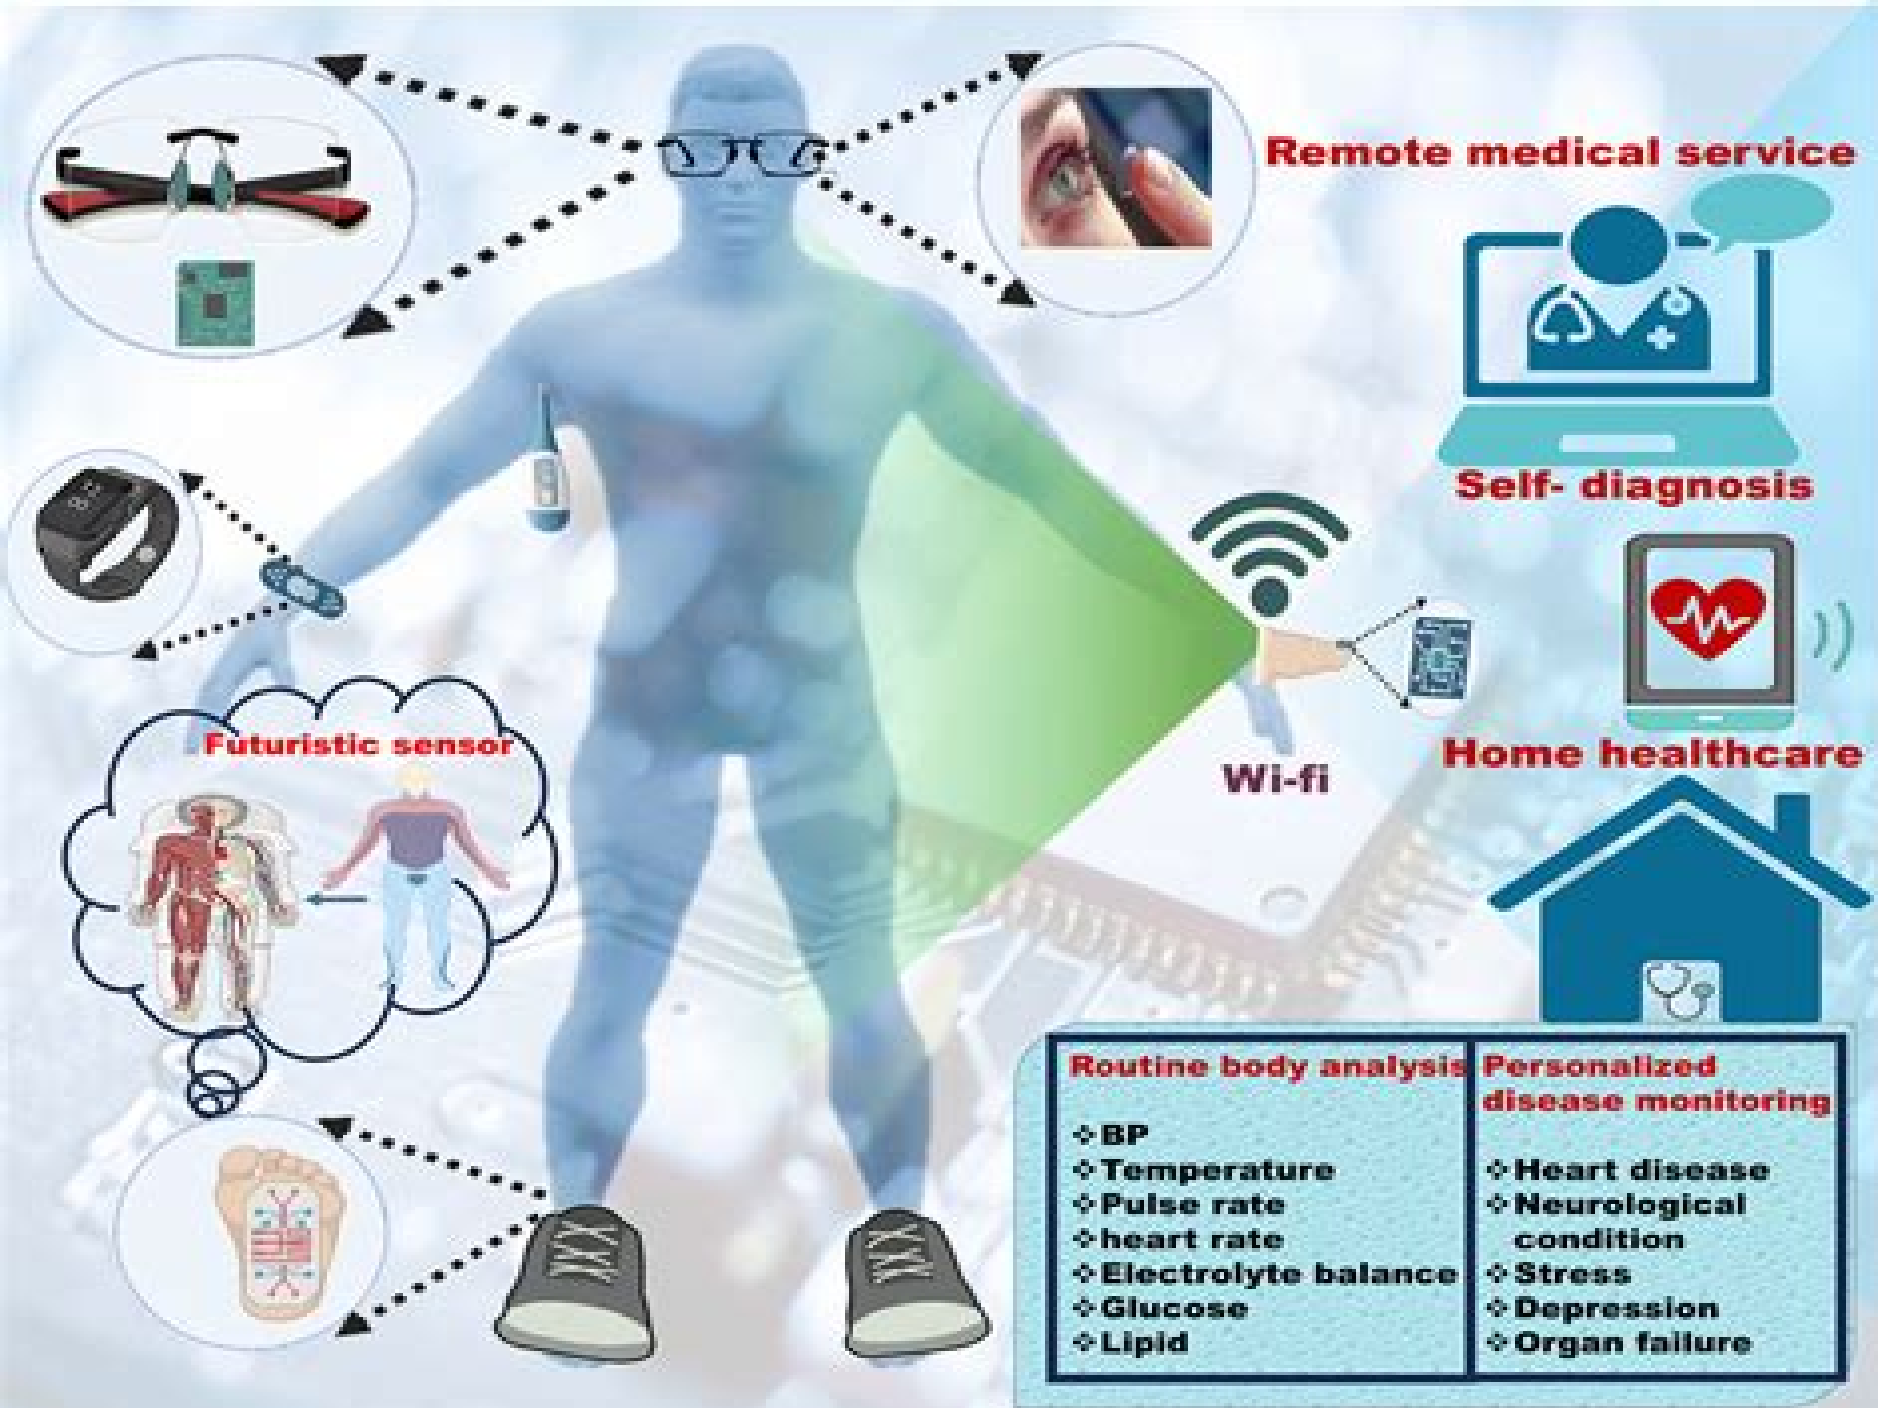 Remote medical service
Self- diagnosis
Futuristic sensor
Wi-fi
Home healthcare
Routine body analysis
BP
Temperature
Pulse rate
heart rate
Electrolyte balance
Glucose
Lipid
Personalized
disease monitoring
Heart disease
Neurological
condition
Stress
Depression
Organ failure